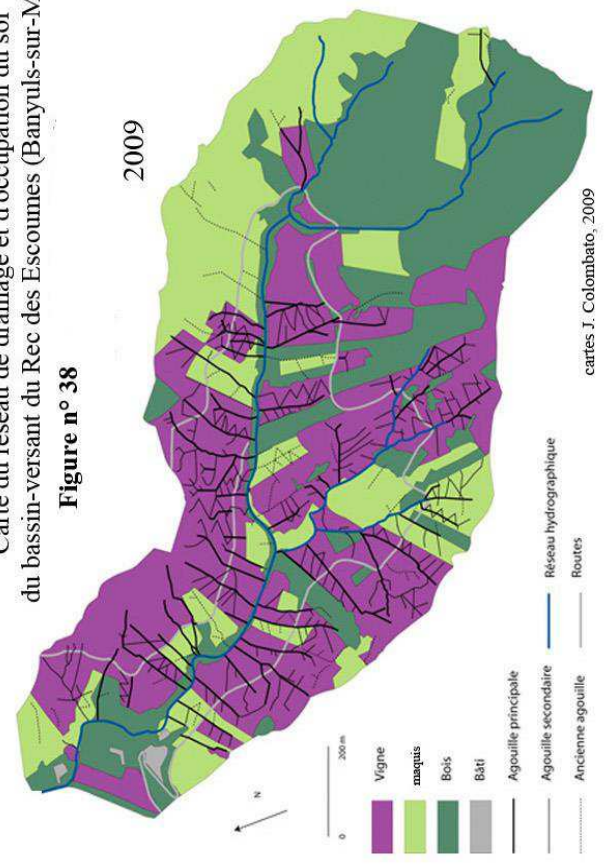 Carte du réseau de drainage et d'occupation du sol
du bassin-versant du Rec des Escoumes (Banyuls-sur-M
Figure n° 38
2009
N
0
200 m
Vigne
maquis
Bois
Bâti
Agouille principale
Agouille secondaire
Ancienne agouille
Réseau hydrographique
Routes
cartes J. Colombato, 2009